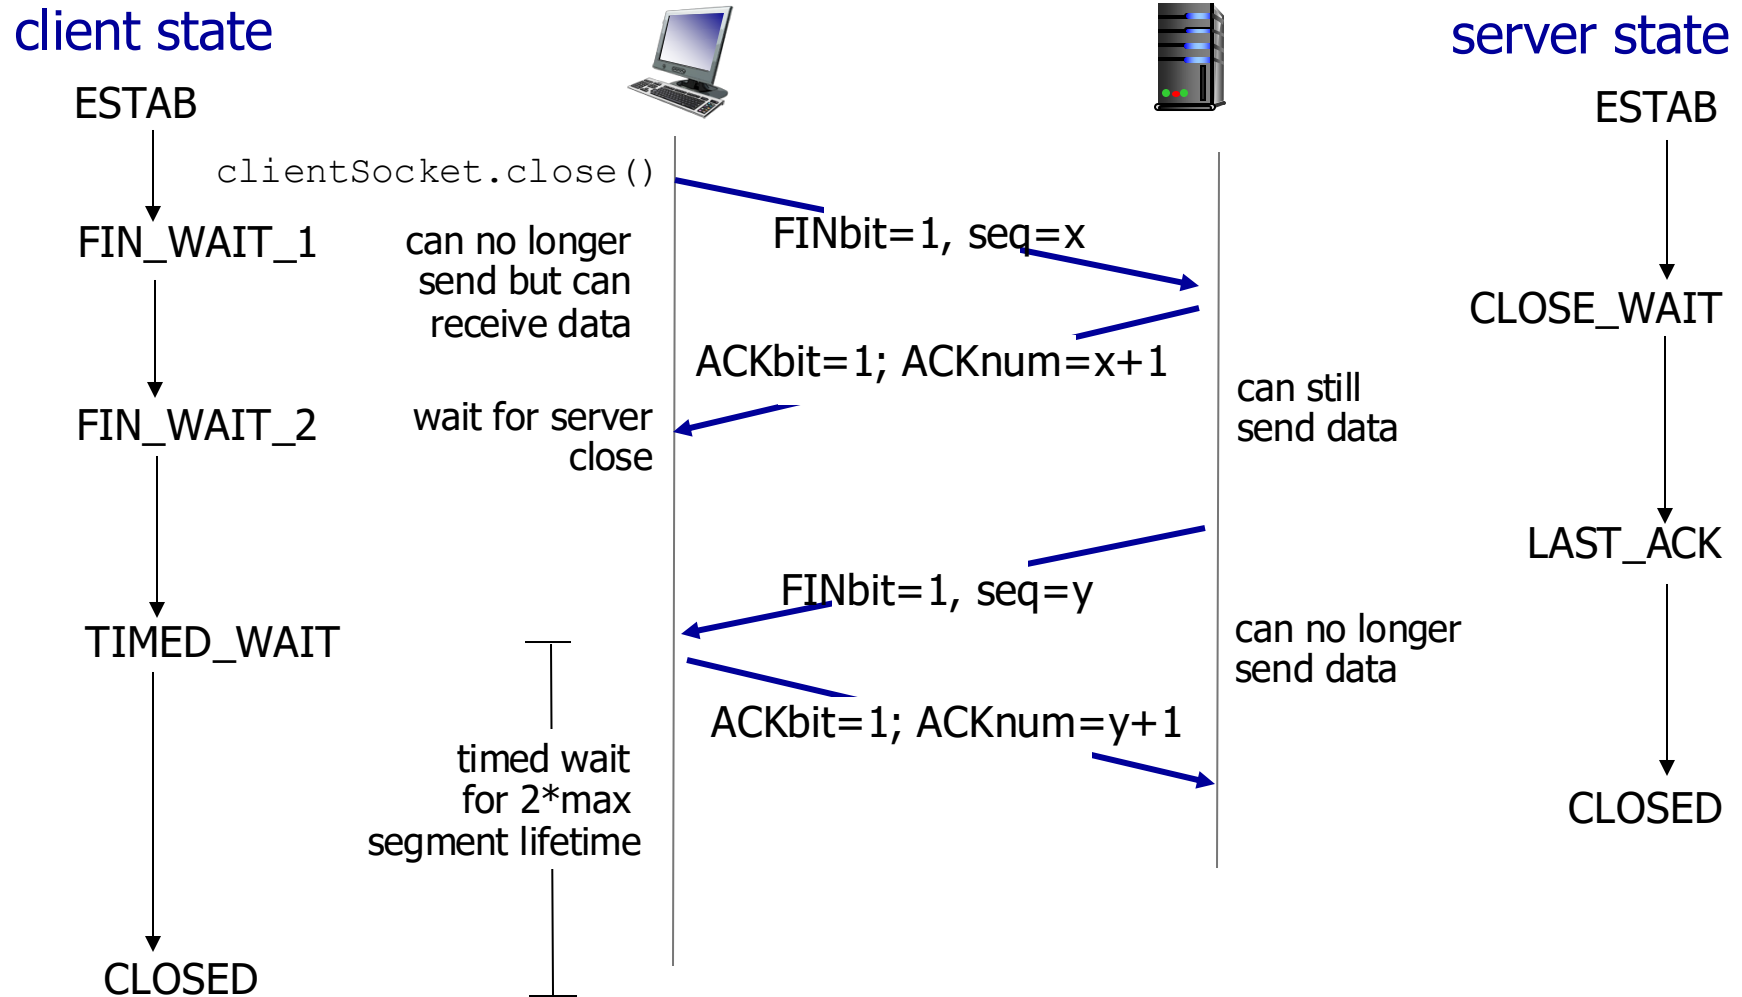 client state
server state
ESTAB
ESTAB
clientSocket.close()
FINbit=1, seq=x
FIN_WAIT_1
can no longer
send but can
receive data
CLOSE_WAIT
ACKbit=1; ACKnum=x+1
can still
send data
FIN_WAIT_2
wait for server
close
LAST_ACK
FINbit=1, seq=y
TIMED_WAIT
can no longer
send data
ACKbit=1; ACKnum=y+1
timed wait
for 2*max
segment lifetime
CLOSED
CLOSED